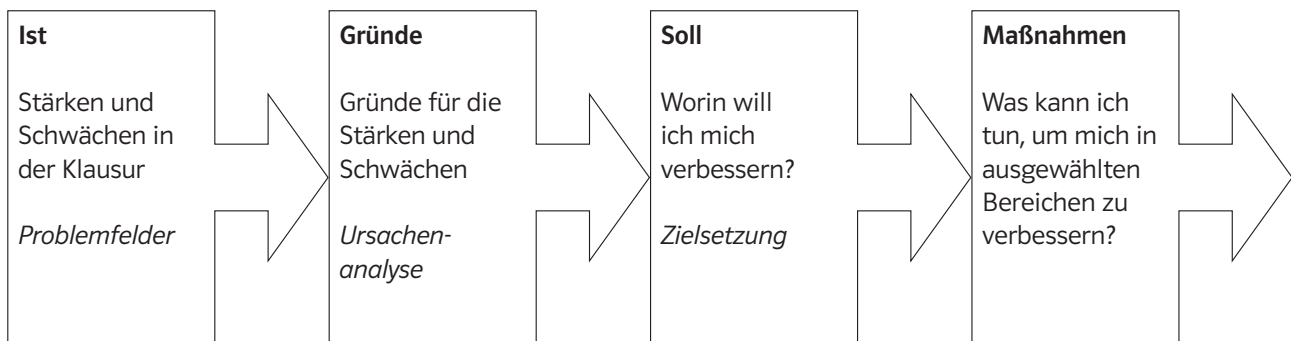 Ist
Stärken und
Schwächen in
der Klausur
Problemfelder
Gründe
Gründe für die
Stärken und
Schwächen
Ursachen-
analyse
Soll
Worin will
ich mich
verbessern?
Zielsetzung
Maßnahmen
Was kann ich
tun, um mich in
ausgewählten
Bereichen zu
verbessern?